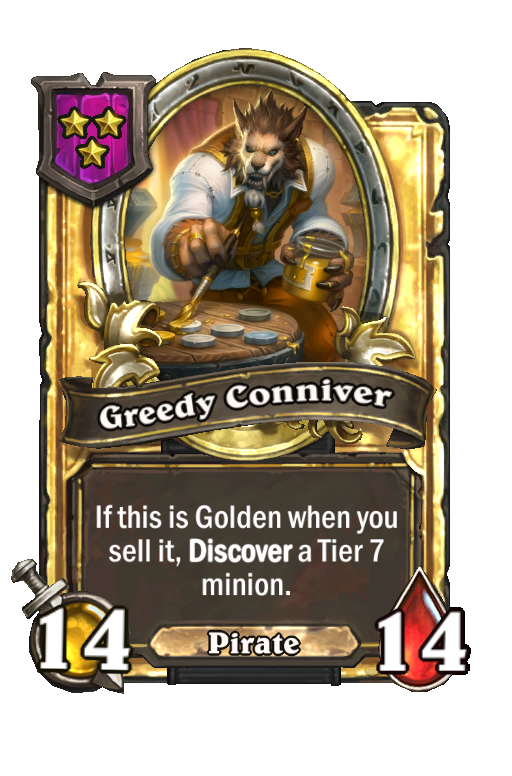 Greedy Conniver
If this is Golden when you
sell it, Discover a Tier 7
minion.
14
Pirate
14